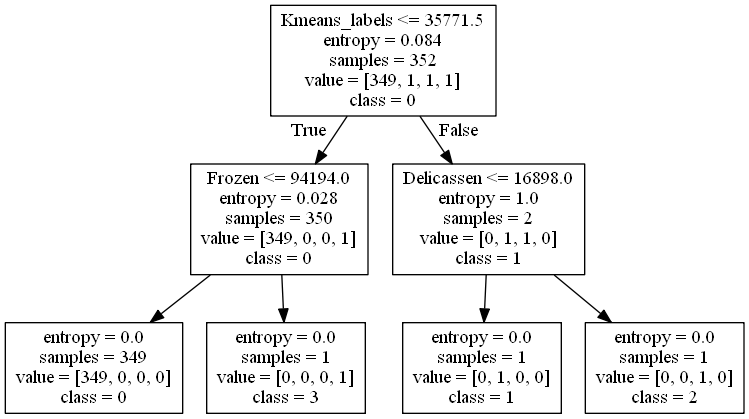 Kmeans_labels <= 35771.5
entropy = 0.084
samples = 352
value = [349, 1, 1, 1]
class = 0
True
False
Frozen <= 94194.0
entropy = 0.028
samples = 350
value = [349, 0, 0, 1]
class = 0
Delicassen <= 16898.0
entropy = 1.0
samples = 2
value = [0, 1, 1, 0]
class = 1
entropy = 0.0
samples = 349
value = [349, 0, 0, 0]
class = 0
entropy = 0.0
samples = 1
value = [0, 0, 0, 1]
class = 3
entropy = 0.0
samples = 1
value = [0, 1, 0, 0]
class = 1
entropy = 0.0
samples = 1
value = [0, 0, 1, 0]
class = 2